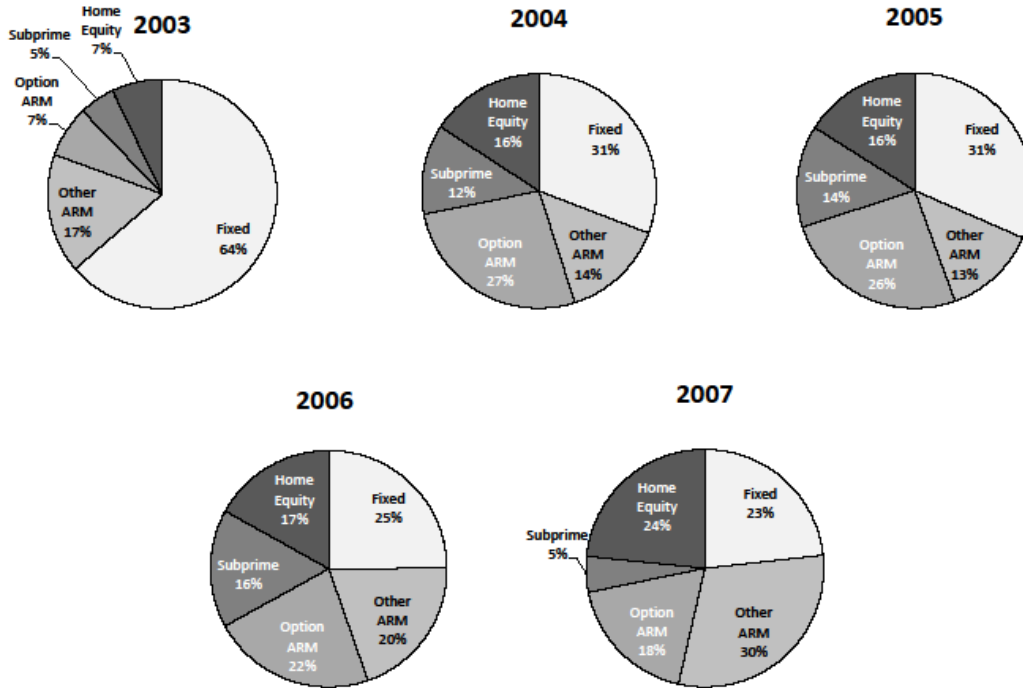 2003
Home
Equity
7%
Subprime
5%
Option
ARM
7%
Other
ARM
17%
Fixed
64%
2004
Home
Equity
16%
Fixed
31%
Subprime
12%
Option
ARM
27%
Other
ARM
14%
2005
Home
Equity
16%
Fixed
31%
Subprime
14%
Option
ARM
26%
Other
ARM
13%
2006
Home
Equity
17%
Fixed
25%
Subprime
16%
Option
ARM
22%
Other
ARM
20%
2007
Home
Equity
24%
Fixed
23%
Subprime
5%
Option
ARM
18%
Other
ARM
30%